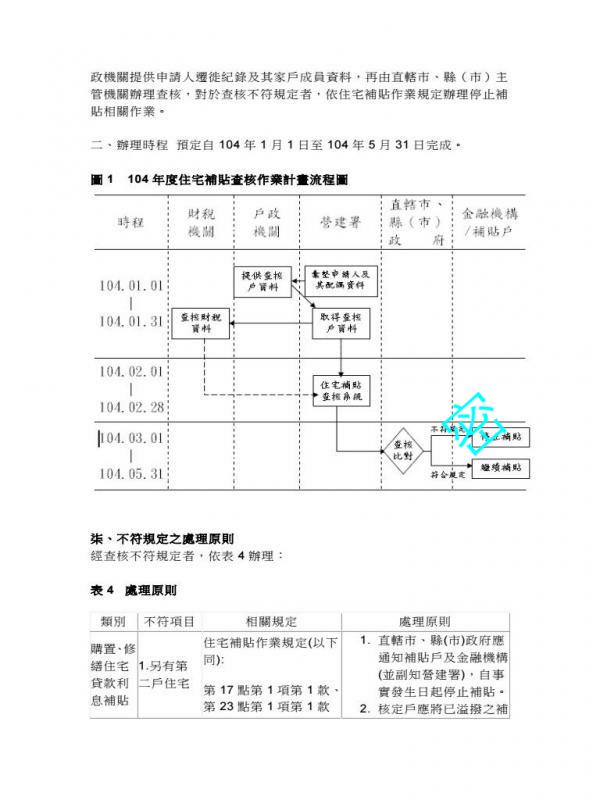 政機關提供申請人遷徙紀錄及其家戶成員資料，再由直轄市、縣（市）主
管機關辦理查核，對於查核不符規定者，依住宅補貼作業規定辦理停止補
貼相關作業。
二、辦理時程 預定自 104 年 1 月 1 日至 104 年 5 月 31 日完成。
圖 1 104 年度住宅補貼查核作業計畫流程圖
時程
財稅
機關
戶政
機關
營建署
直轄市、
縣（市）
政 府
金融機構
/補貼戶
104.01.01
|
104.01.31
提供查核
戶資料
彙整申請人及
其配偶資料
查核財稅
資料
取得查核
戶資料
104.02.01
|
104.02.28
住宅補貼
查核系統
104.03.01
|
104.05.31
查核
比對
不符規定
停止補貼
符合規定
繼續補貼
柒、不符規定之處理原則
經查核不符規定者，依表 4 辦理：
表 4 處理原則
類別 不符項目 相關規定 處理原則
購置、修
繕住宅
貸款利
息補貼
1.另有第
二戶住宅
住宅補貼作業規定(以下
同):
第 17 點第 1 項第 1 款、
第 23 點第 1 項第 1 款
1. 直轄市、縣(市)政府應
通知補貼戶及金融機構
(並副知營建署)，自事
實發生日起停止補貼。
2. 核定戶應將已溢撥之補